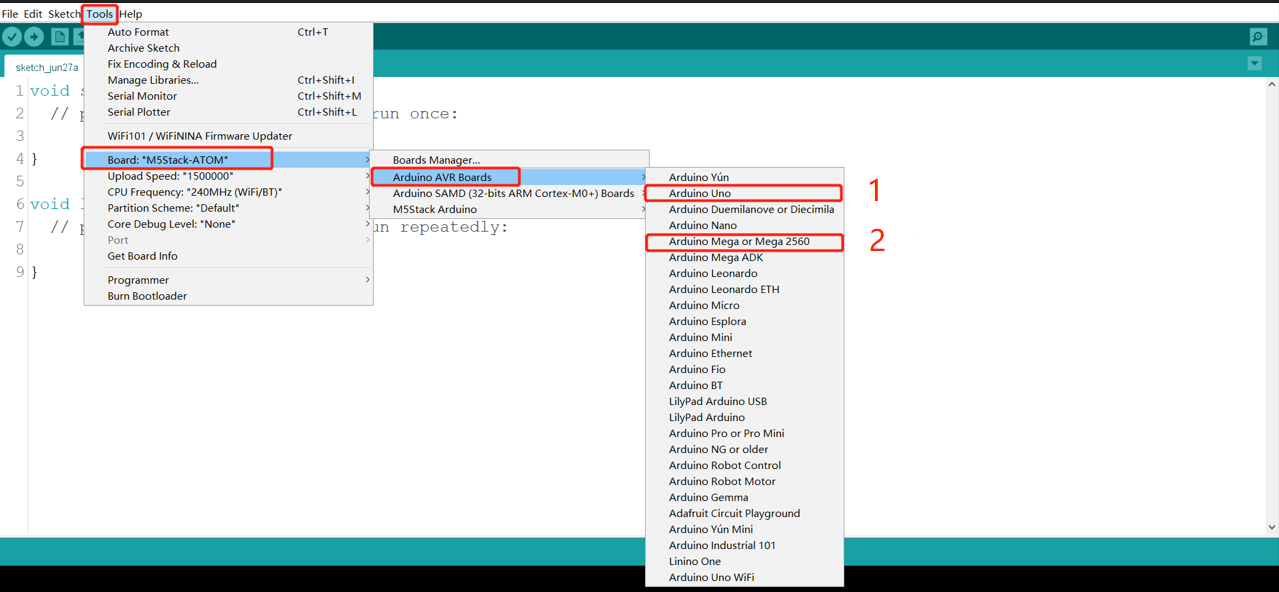 File Edit Sketch Tools Help
Auto Format Ctrl+T
Archive Sketch
Fix Encoding & Reload
Manage Libraries... Ctrl+Shift+I
Serial Monitor Ctrl+Shift+M
Serial Plotter Ctrl+Shift+L
WiFi101 / WiFiNINA Firmware Updater
Board: "M5Stack-ATOM"
Upload Speed: "1500000"
CPU Frequency: "240MHz (WiFi/BT)"
Partition Scheme: "Default"
Core Debug Level: "None"
Port
Get Board Info
Programmer
Burn Bootloader
sketch_jun27a
1 void
2 // run once:
3
4 }
5
6 void
7 // un repeatedly:
8
9 }
Boards Manager...
Arduino AVR Boards
Arduino SAMD (32-bits ARM Cortex-M0+) Boards
M5Stack Arduino
Arduino Yún
Arduino Uno 1
Arduino Duemilanove or Diecimila
Arduino Nano
Arduino Mega or Mega 2560 2
Arduino Mega ADK
Arduino Leonardo
Arduino Leonardo ETH
Arduino Micro
Arduino Esplora
Arduino Mini
Arduino Ethernet
Arduino Fio
Arduino BT
LilyPad Arduino USB
LilyPad Arduino
Arduino Pro or Pro Mini
Arduino NG or older
Arduino Robot Control
Arduino Robot Motor
Arduino Gemma
Adafruit Circuit Playground
Arduino Yún Mini
Arduino Industrial 101
Linino One
Arduino Uno WiFi